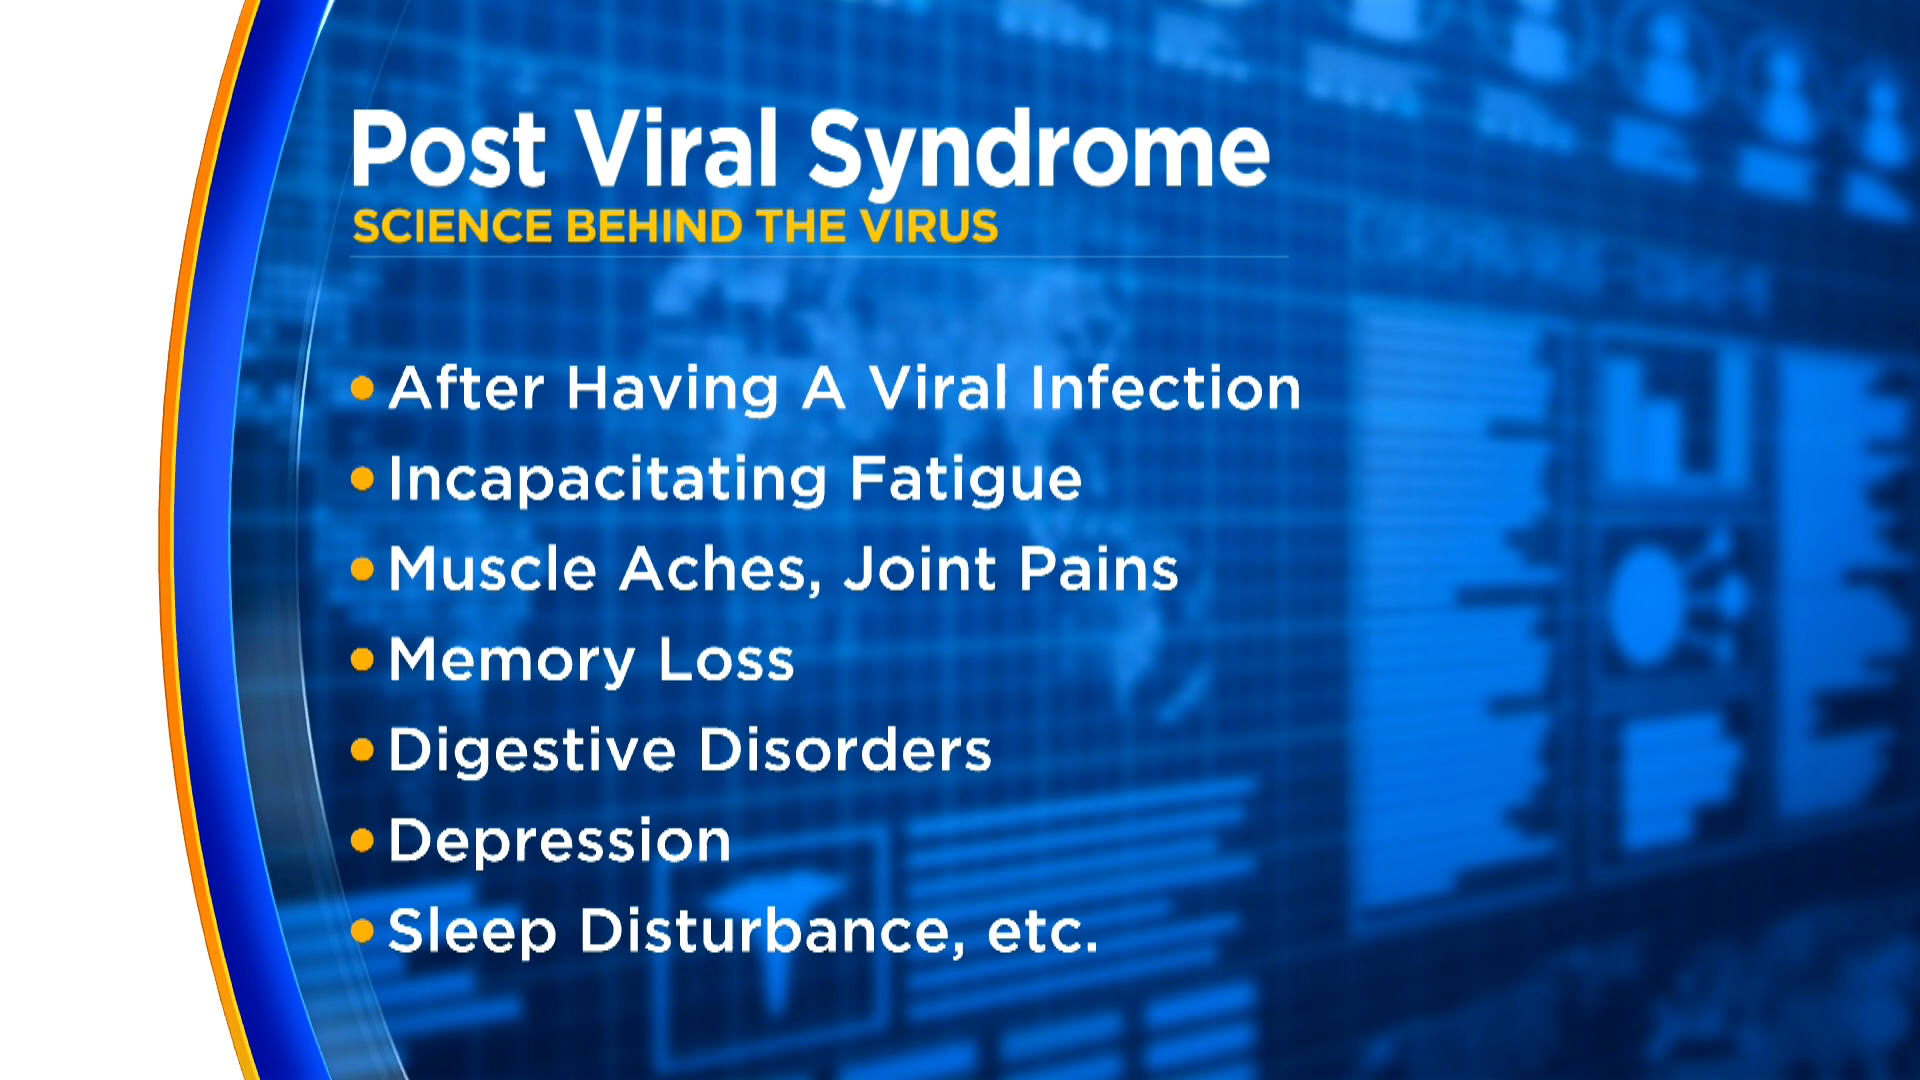 Post Viral Syndrome
SCIENCE BEHIND THE VIRUS
• After Having A Viral Infection
• Incapacitating Fatigue
• Muscle Aches, Joint Pains
• Memory Loss
• Digestive Disorders
• Depression
• Sleep Disturbance, etc.